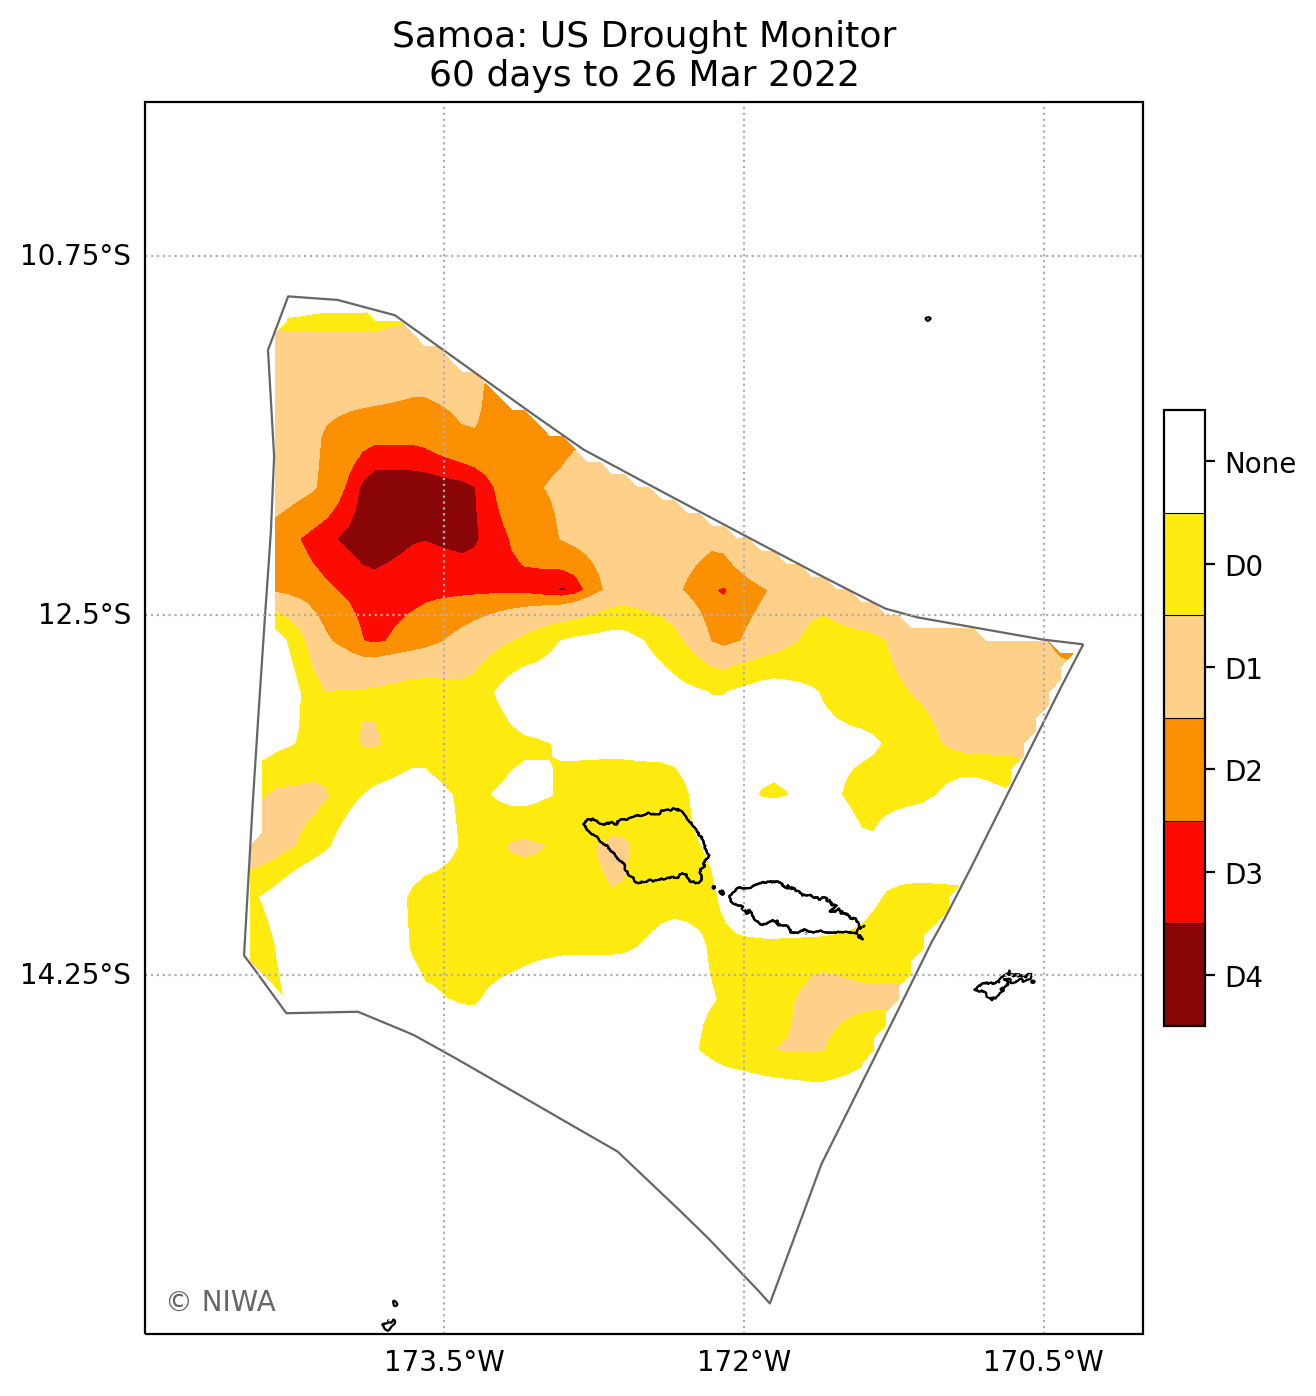 Samoa: US Drought Monitor
60 days to 26 Mar 2022
10.75°S
12.5°S
14.25°S
173.5°W
172°W
170.5°W
None
D0
D1
D2
D3
D4
© NIWA